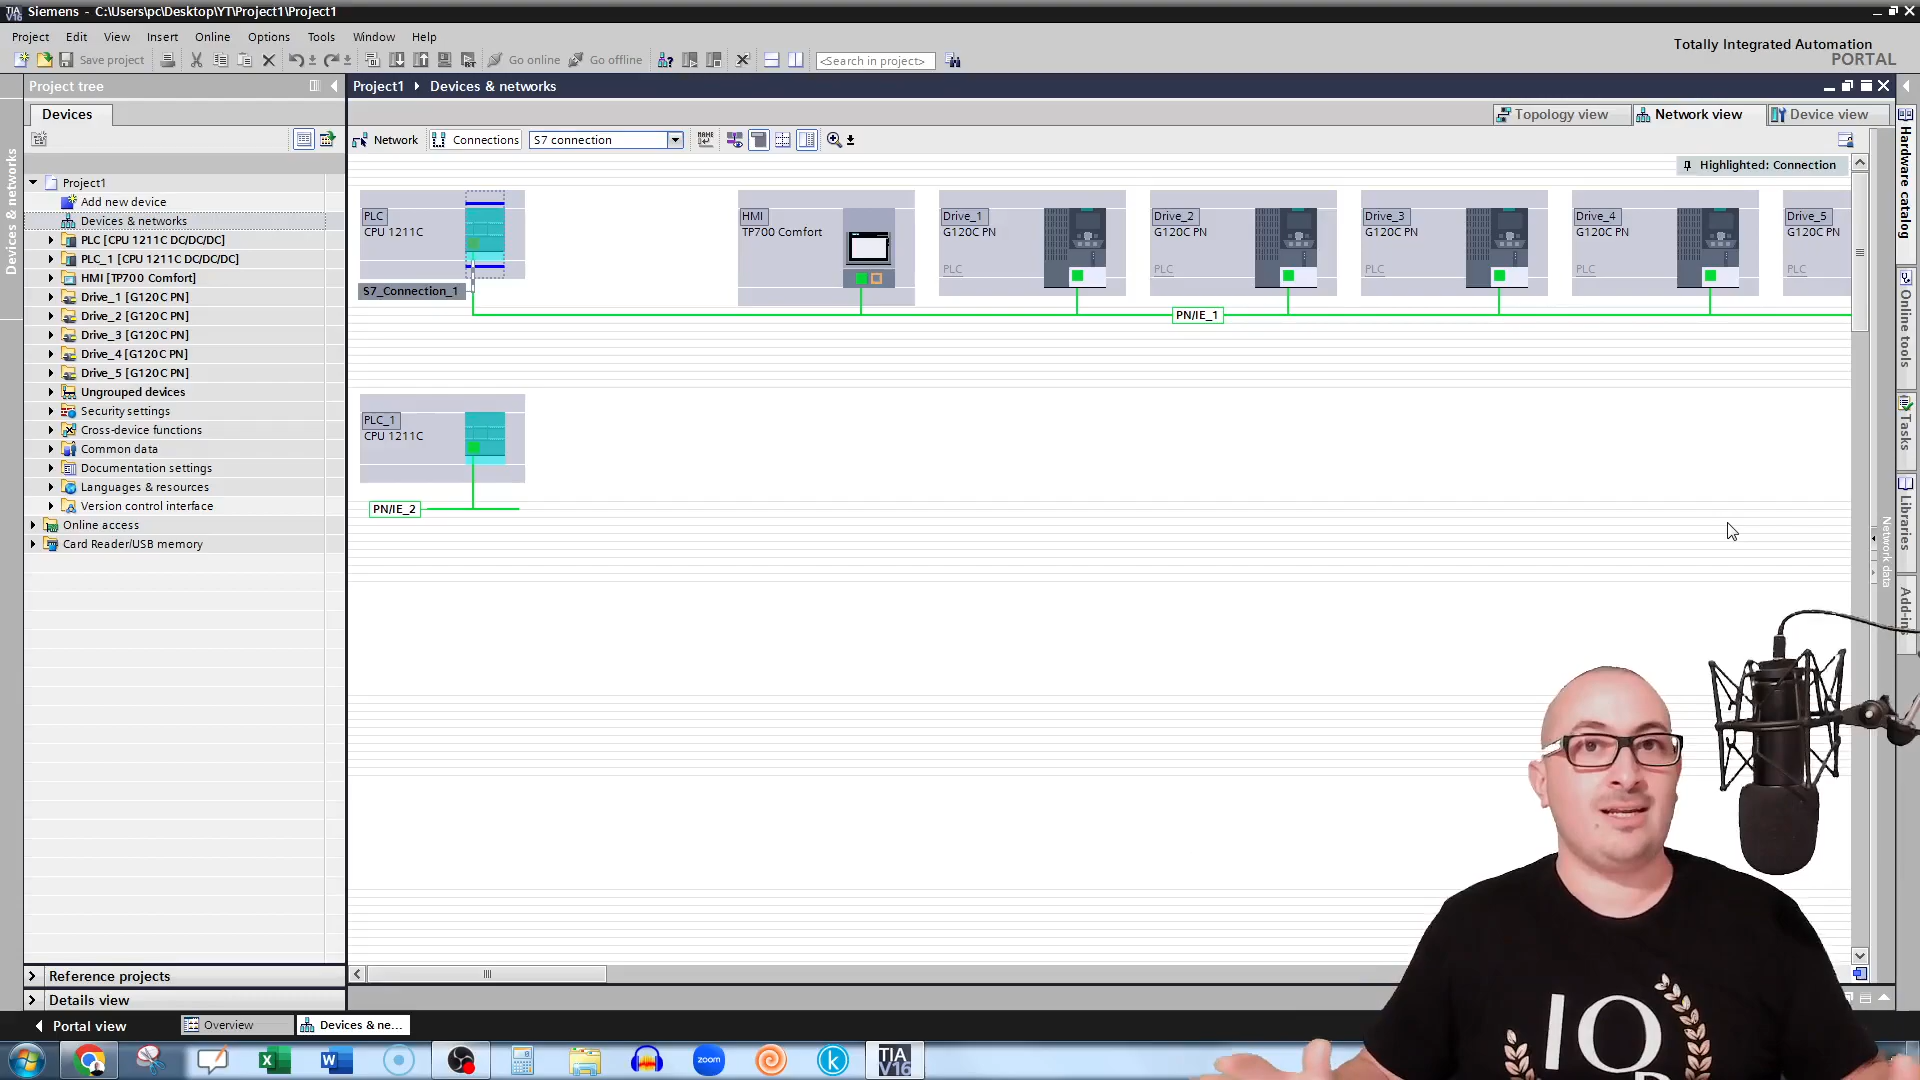 Siemens - C:\Users\pc\Desktop\YT\Project1\Project1
TIA V16
Project Edit View Insert Online Options Tools Window Help
Totally Integrated Automation
PORTAL
Save project
Go online
Go offline
<Search in project>
Project tree
Project1 Devices & networks
Devices
Topology view
Network view
Device view
Network
Connections
S7 connection
Highlighted: Connection
Devices & networks
Project1
Add new device
Devices & networks
PLC [CPU 1211C DC/DC/DC]
PLC_1 [CPU 1211C DC/DC/DC]
HMI [TP700 Comfort]
Drive_1 [G120C PN]
Drive_2 [G120C PN]
Drive_3 [G120C PN]
Drive_4 [G120C PN]
Drive_5 [G120C PN]
Ungrouped devices
Security settings
Cross-device functions
Common data
Documentation settings
Languages & resources
Version control interface
Online access
Card Reader/USB memory
PLC
CPU 1211C
S7_Connection_1
HMI
TP700 Comfort
Drive_1
G120C PN
PLC
Drive_2
G120C PN
PLC
Drive_3
G120C PN
PLC
Drive_4
G120C PN
PLC
Drive_5
G120C PN
PLC
PN/IE_1
PLC_1
CPU 1211C
PN/IE_2
Network data
Hardware catalog
Online tools
Tasks
Libraries
Add-ins
IO
Reference projects
Details view
Portal view
Overview
Devices & ne...
zoom
TIA
V16